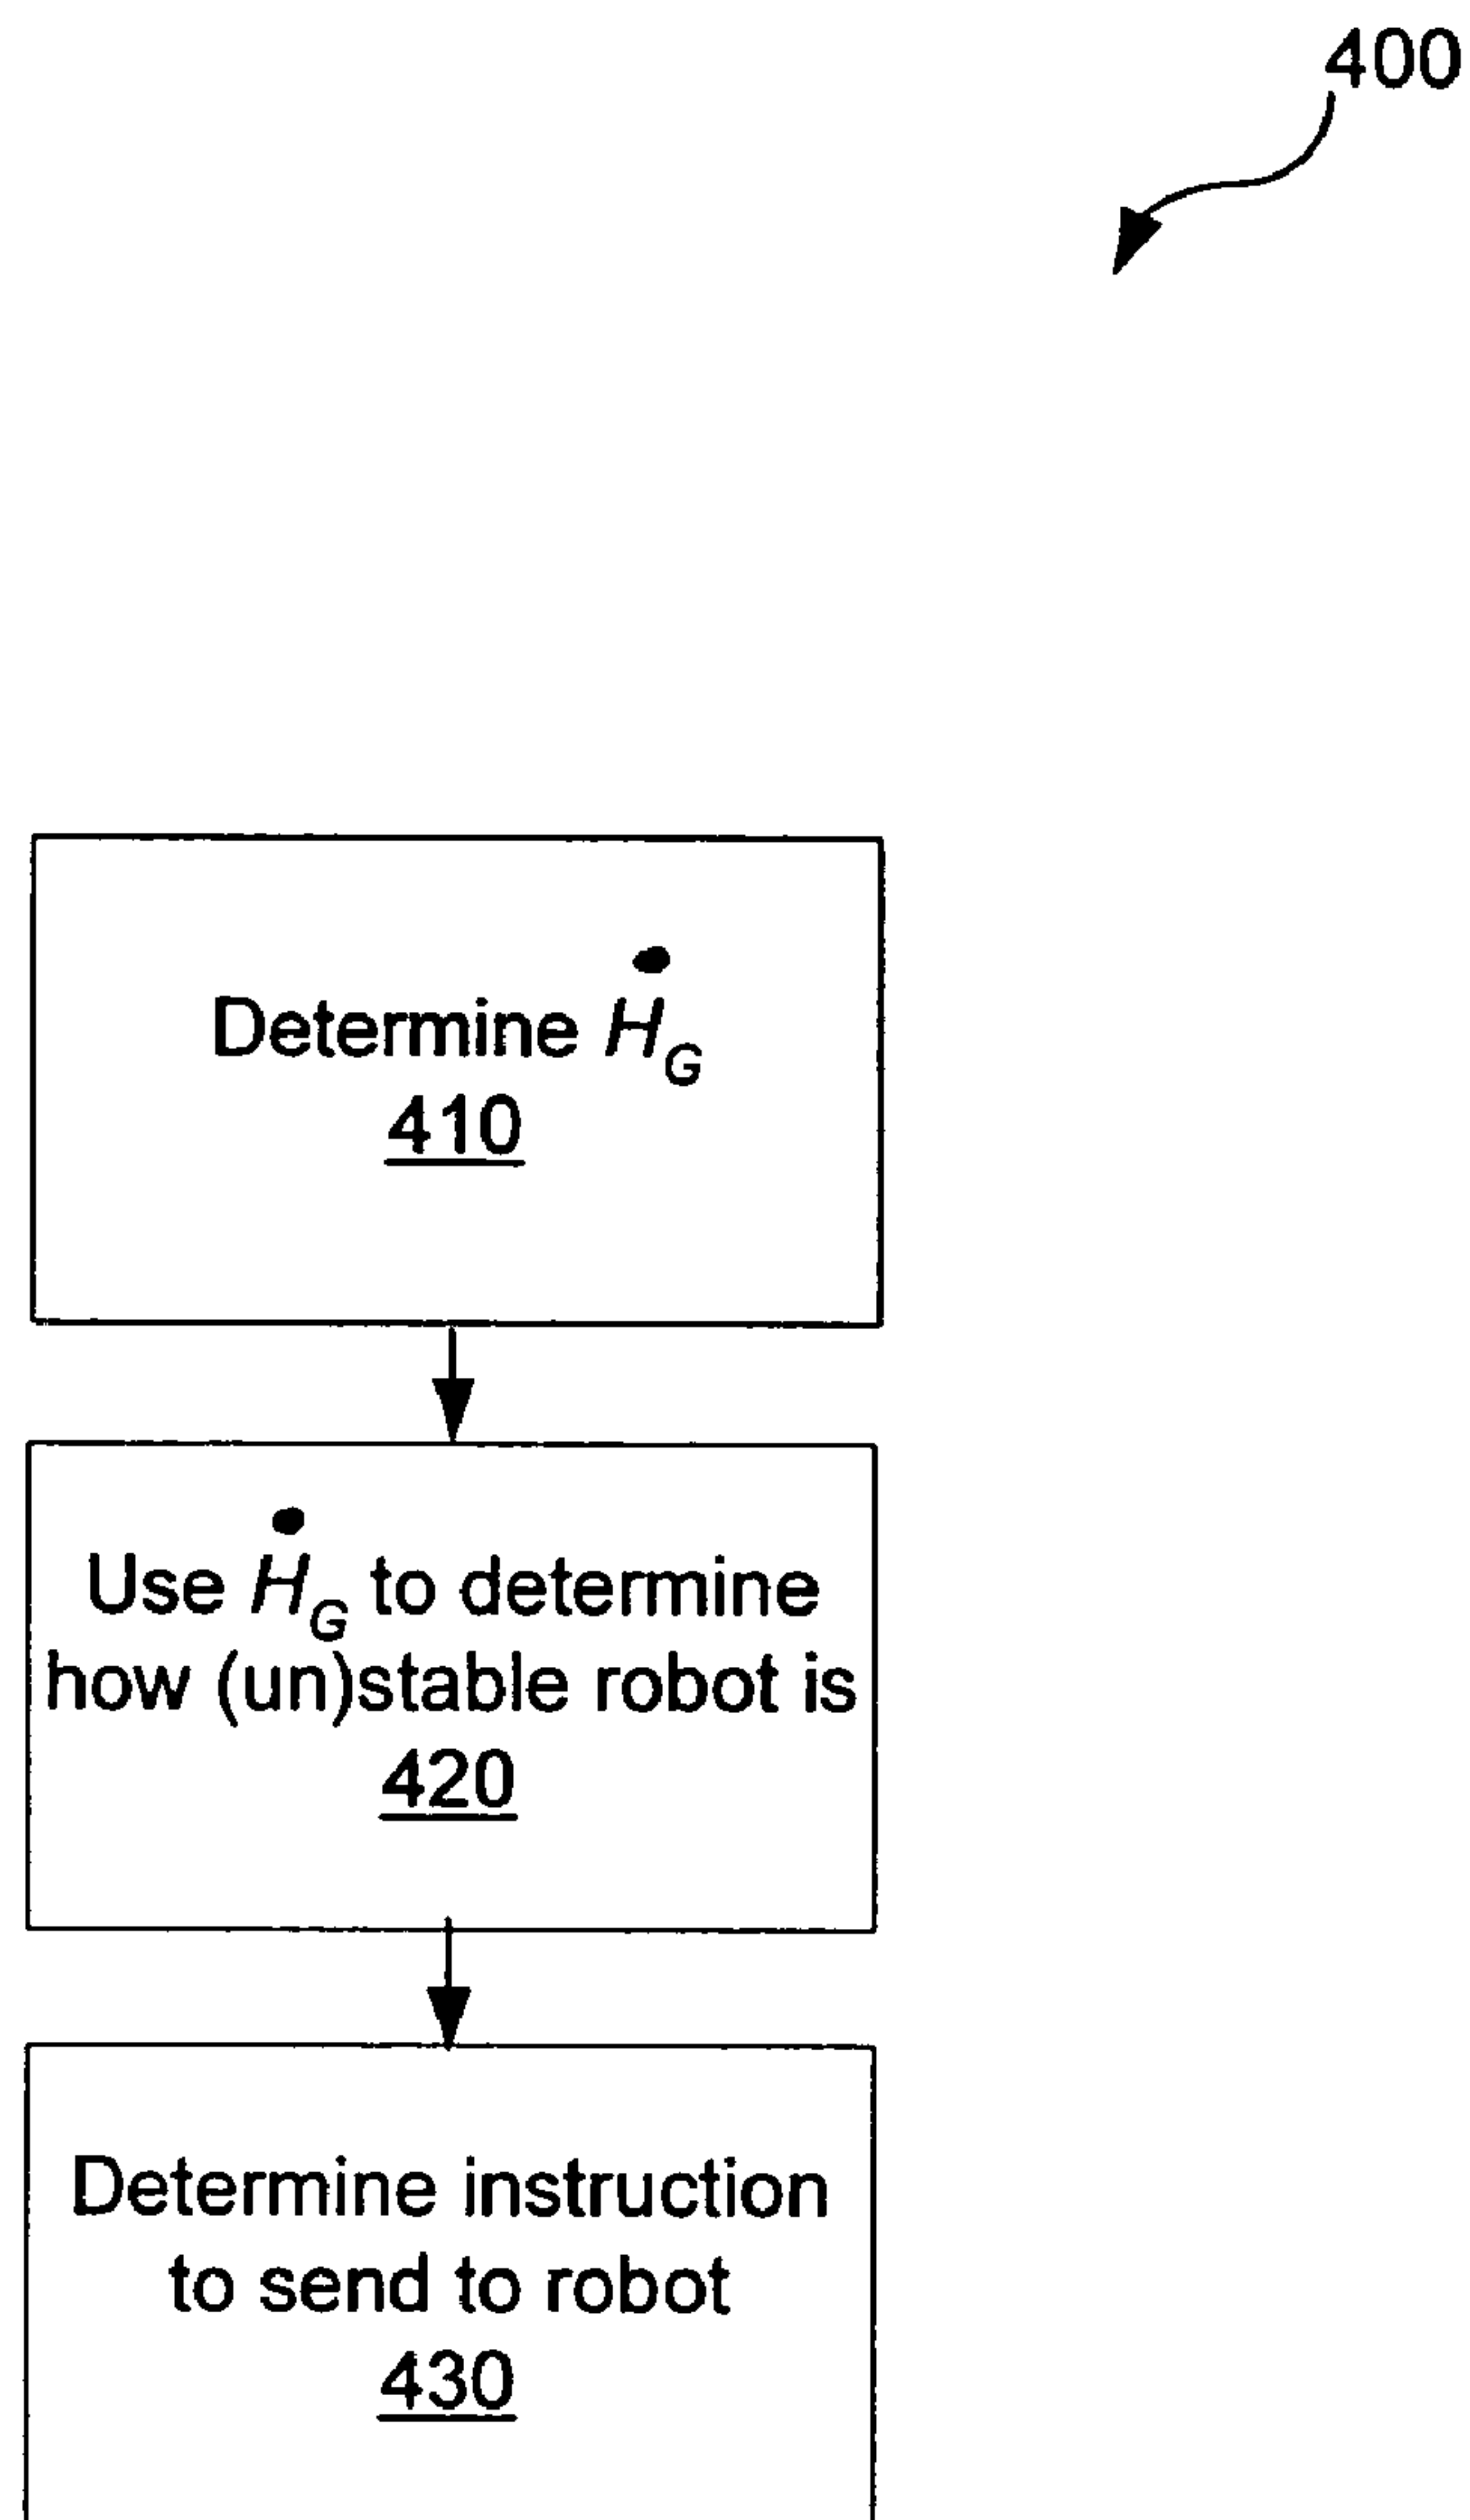 400
Determine Ḣ_G
410
Use Ḣ_G to determine
how (un)stable robot is
420
Determine instruction
to send to robot
430